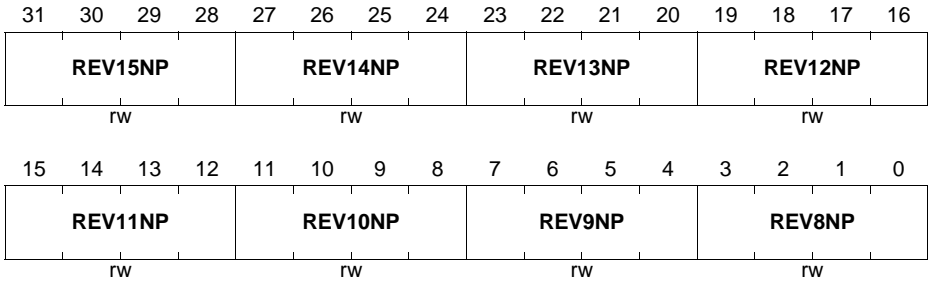 31 30 29 28 27 26 25 24 23 22 21 20 19 18 17 16
REV15NP REV14NP REV13NP REV12NP
rw rw rw rw
15 14 13 12 11 10 9 8 7 6 5 4 3 2 1 0
REV11NP REV10NP REV9NP REV8NP
rw rw rw rw